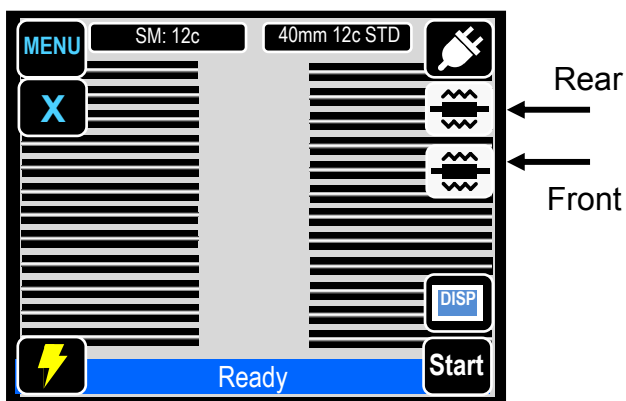 MENU
SM: 12c
40mm 12c STD
X
Rear
Front
DISP
Ready
Start